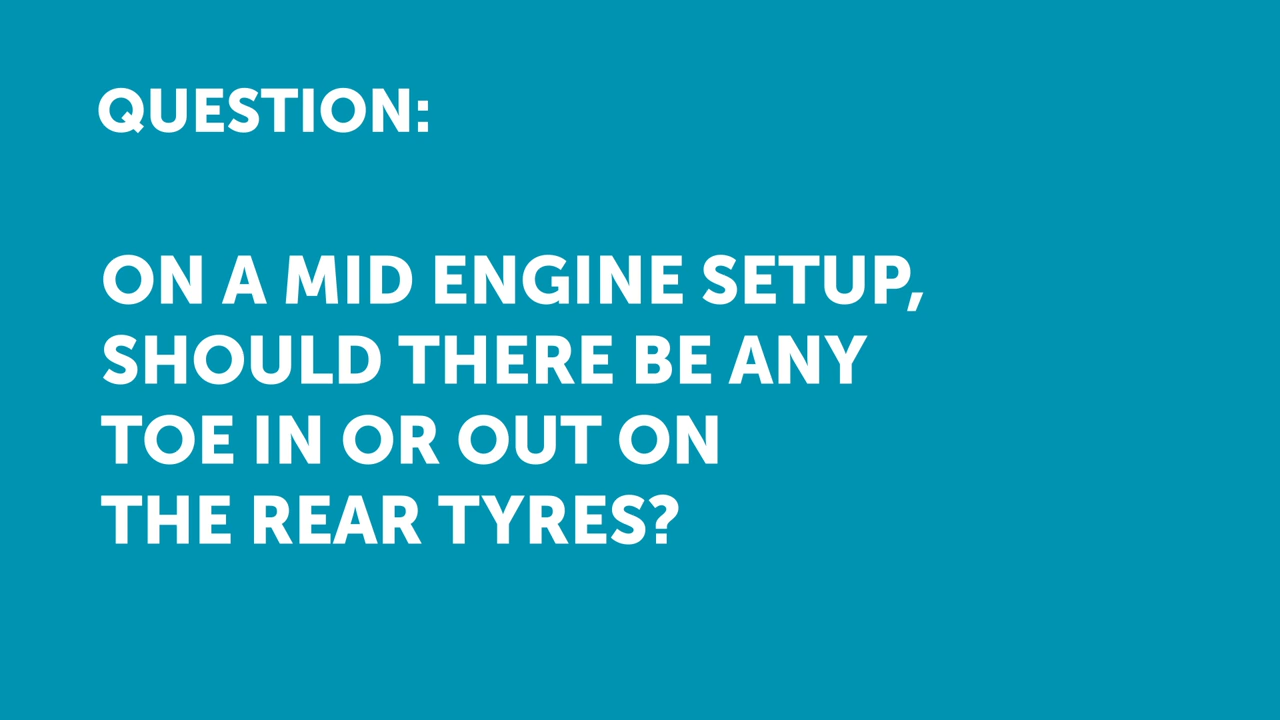 QUESTION:
ON A MID ENGINE SETUP,
SHOULD THERE BE ANY
TOE IN OR OUT ON
THE REAR TYRES?